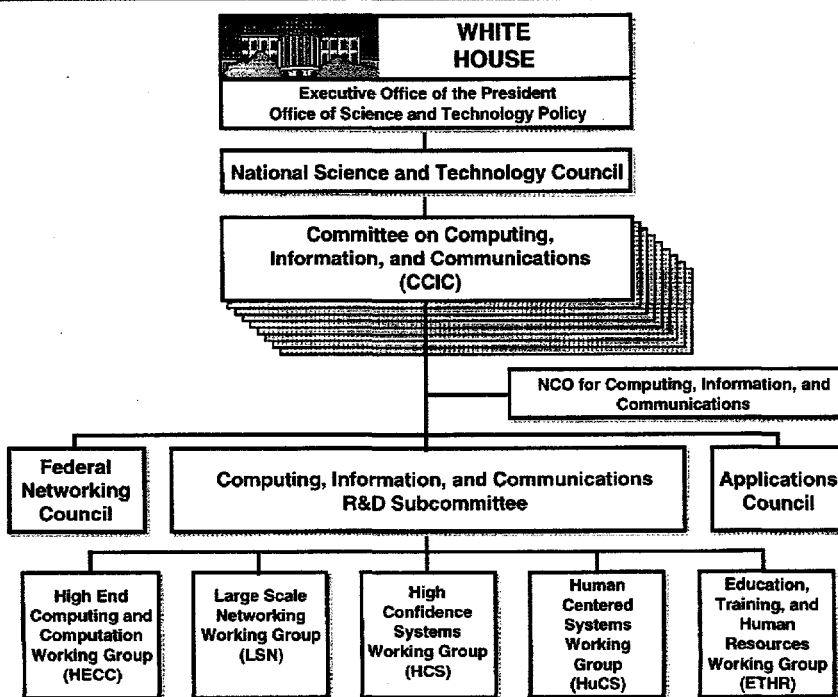 WHITE
HOUSE
Executive Office of the President
Office of Science and Technology Policy
National Science and Technology Council
Committee on Computing,
Information, and Communications
(CCIC)
NCO for Computing, Information, and
Communications
Federal
Networking
Council
Computing, Information, and Communications
R&D Subcommittee
Applications
Council
High End
Computing and
Computation
Working Group
(HECC)
Large Scale
Networking
Working Group
(LSN)
High
Confidence
Systems
Working Group
(HCS)
Human
Centered
Systems
Working
Group
(HuCS)
Education,
Training, and
Human
Resources
Working Group
(ETHR)